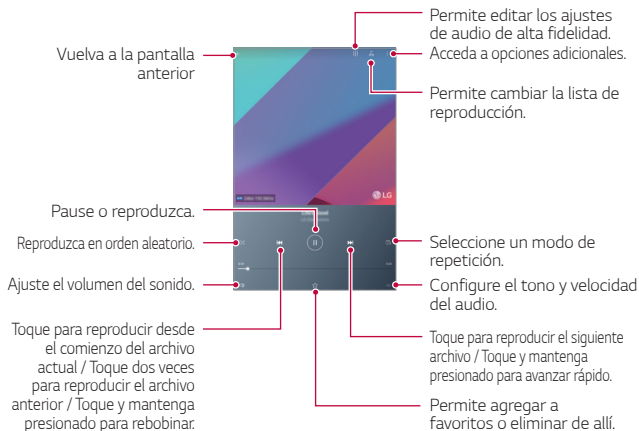 Permite editar los ajustes
de audio de alta fidelidad.
Acceda a opciones adicionales.
Permite cambiar la lista de
reproducción.
Vuelva a la pantalla
anterior
LG
Pause o reproduzca.
Reproduzca en orden aleatorio.
Ajuste el volumen del sonido.
Toque para reproducir desde
el comienzo del archivo
actual / Toque dos veces
para reproducir el archivo
anterior / Toque y mantenga
presionado para rebobinar.
Seleccione un modo de
repetición.
Configure el tono y velocidad
del audio.
Toque para reproducir el siguiente
archivo / Toque y mantenga
presionado para avanzar rápido.
Permite agregar a
favoritos o eliminar de allí.